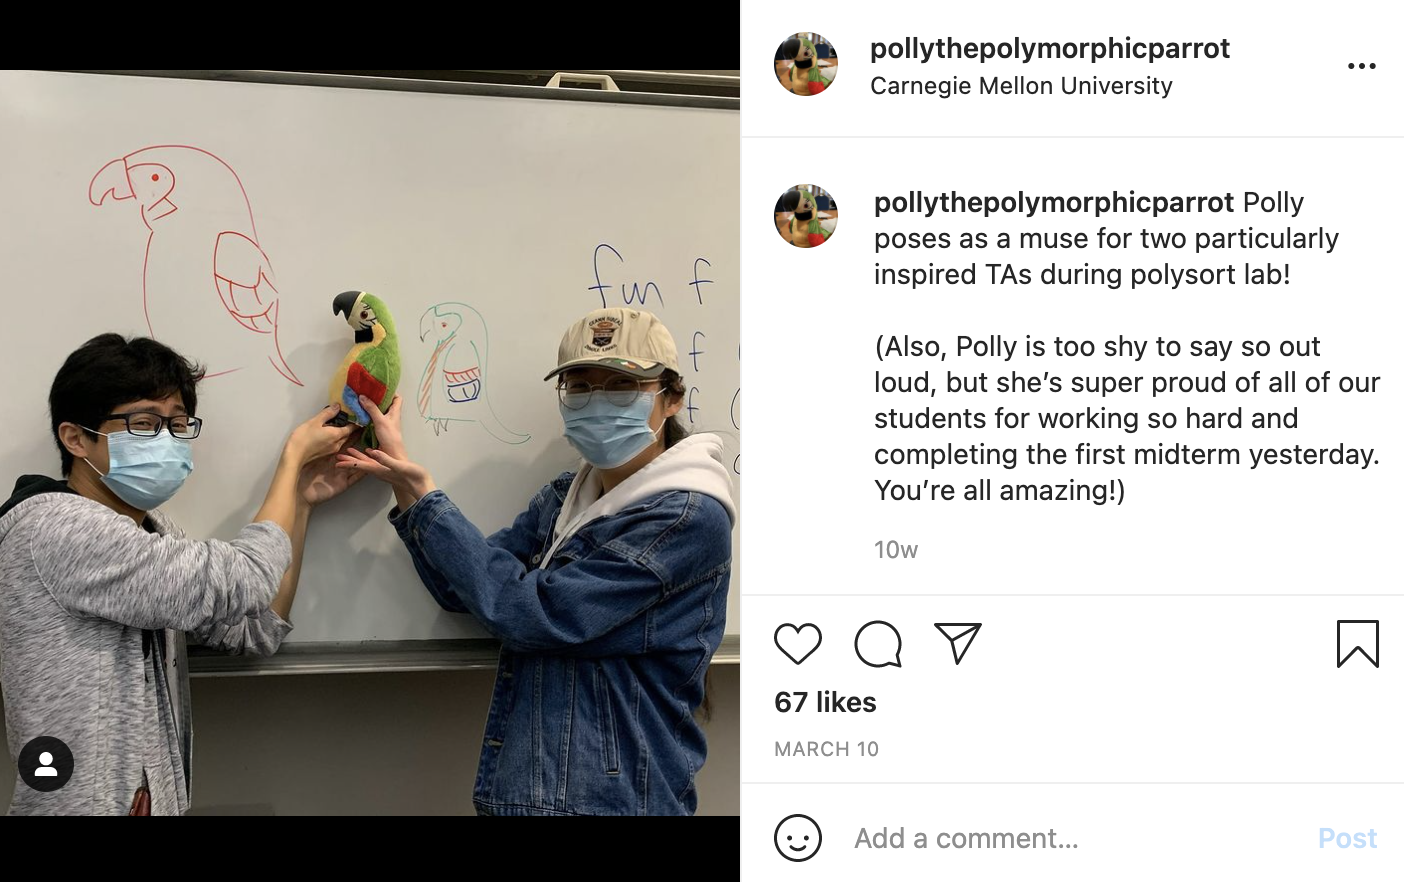 fun f
f
f
pollythepolymorphicparrot
Carnegie Mellon University
pollythepolymorphicparrot Polly
poses as a muse for two particularly
inspired TAs during polysort lab!
(Also, Polly is too shy to say so out
loud, but she’s super proud of all of our
students for working so hard and
completing the first midterm yesterday.
You’re all amazing!)
10w
67 likes
MARCH 10
Add a comment...
Post